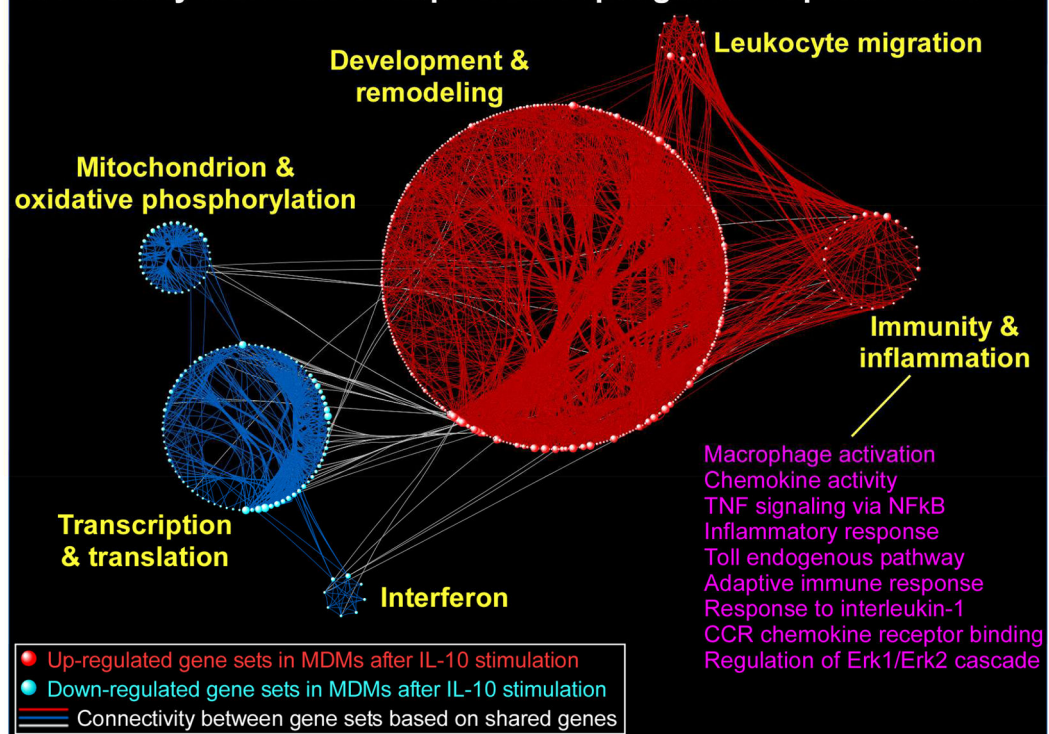 Leukocyte migration
Development &
remodeling
Mitochondrion &
oxidative phosphorylation
Immunity &
inflammation
Macrophage activation
Chemokine activity
TNF signaling via NFkB
Inflammatory response
Toll endogenous pathway
Adaptive immune response
Response to interleukin-1
CCR chemokine receptor binding
Regulation of Erk1/Erk2 cascade
Transcription
& translation
Interferon
Up-regulated gene sets in MDMs after IL-10 stimulation
Down-regulated gene sets in MDMs after IL-10 stimulation
Connectivity between gene sets based on shared genes